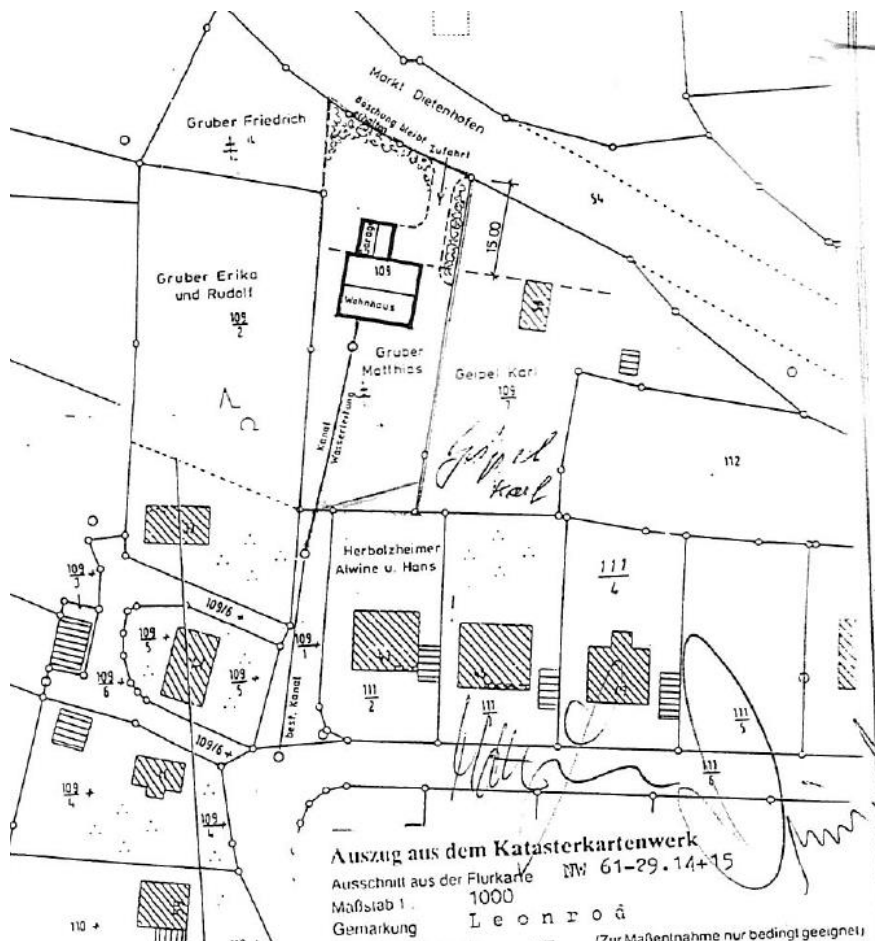 Markt Dietenhofen
Gruber Friedrich
Böschung bleibt
erhalten
Zufahrt
54
15.00
Garage
109
Wohnhaus
Gruber Erika
und Rudolf
109
2
Gruber
Matthias
Geipel Karl
109
7
Geipel
Karl
Kanal
Wasserleitung
112
Herbolzheimer
Alwine u. Hans
111
4
109
3
109/6
109
1
109
5
109
5
109
6
best. Kanal
111
2
111
111
5
111
6
109/6
109
4
109
4
110
Auszug aus dem Katasterkartenwerk
Ausschnitt aus der Flurkarte NW 61-29.14+15
Maßstab 1 : 1000
Gemarkung Leonrod
(Zur Maßentnahme nur bedingt geeignet)